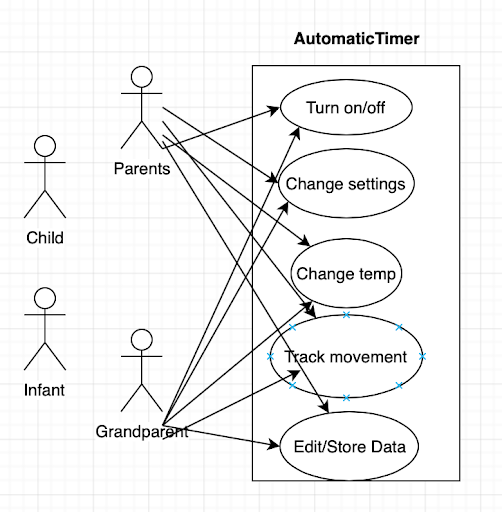 AutomaticTimer
Turn on/off
Parents
Change settings
Child
Change temp
Track movement
Infant
Grandparent
Edit/Store Data